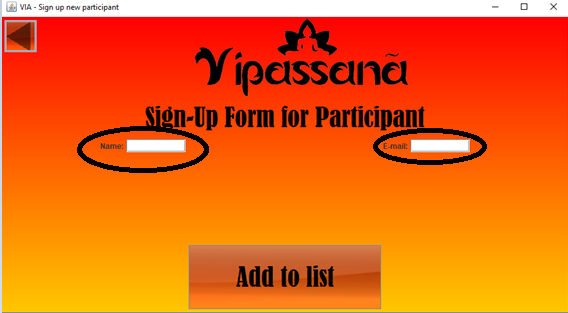 VIA - Sign up new participant
Vipassanã
Sign-Up Form for Participant
Name: E-mail:
Add to list